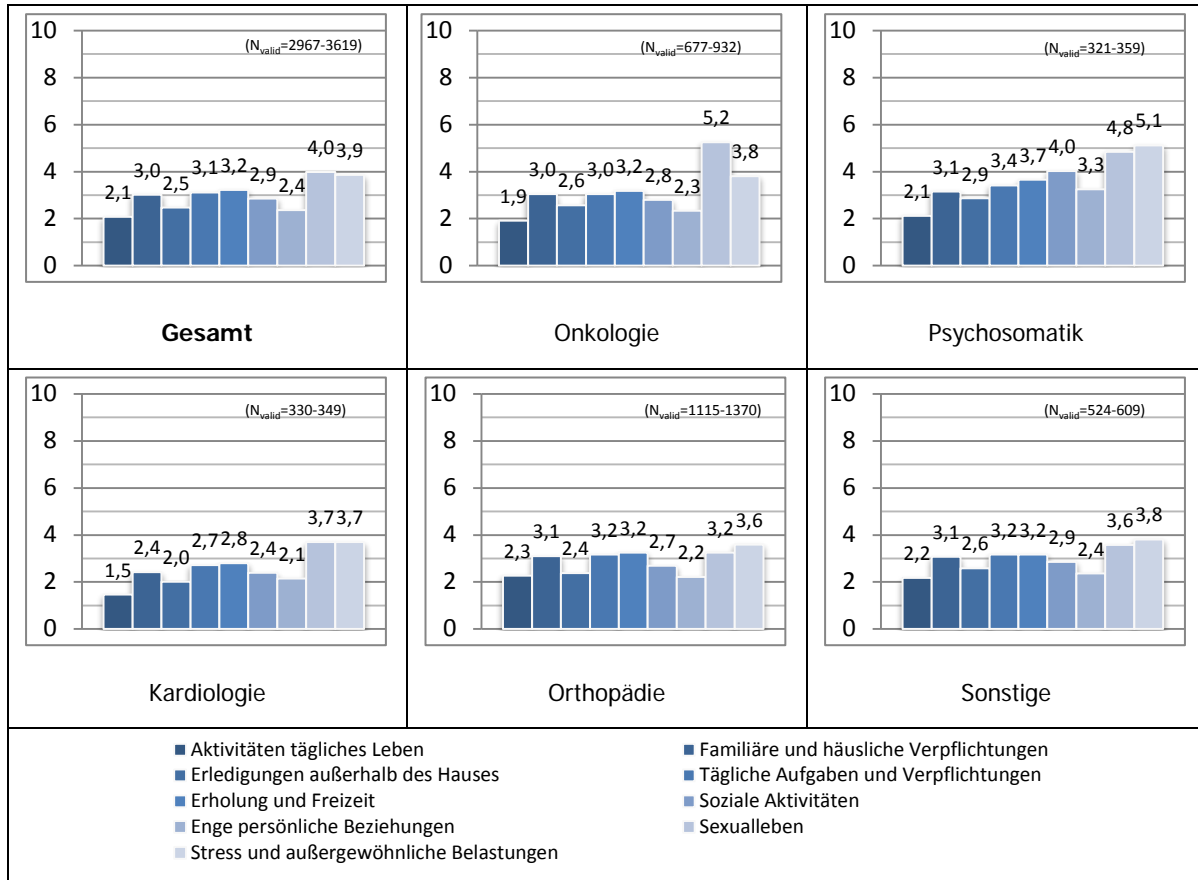 10
(Nvalid=2967-3619)
8
6
4
2
0
2,1 3,0 2,5 3,1 3,2 2,9 2,4 4,0 3,9
Gesamt
10
(Nvalid=677-932)
8
6
4
2
0
1,9 3,0 2,6 3,0 3,2 2,8 2,3 5,2 3,8
Onkologie
10
(Nvalid=321-359)
8
6
4
2
0
2,1 3,1 2,9 3,4 3,7 4,0 3,3 4,8 5,1
Psychosomatik
10
(Nvalid=330-349)
8
6
4
2
0
1,5 2,4 2,0 2,7 2,8 2,4 2,1 3,7 3,7
Kardiologie
10
(Nvalid=1115-1370)
8
6
4
2
0
2,3 3,1 2,4 3,2 3,2 2,7 2,2 3,2 3,6
Orthopädie
10
(Nvalid=524-609)
8
6
4
2
0
2,2 3,1 2,6 3,2 3,2 2,9 2,4 3,6 3,8
Sonstige
Aktivitäten tägliches Leben
Familiäre und häusliche Verpflichtungen
Erledigungen außerhalb des Hauses
Tägliche Aufgaben und Verpflichtungen
Erholung und Freizeit
Soziale Aktivitäten
Enge persönliche Beziehungen
Sexualleben
Stress und außergewöhnliche Belastungen